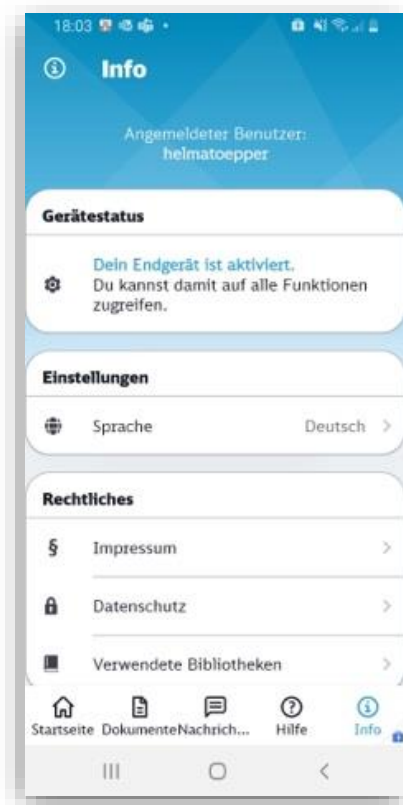 18:03
Info
Angemeldeter Benutzer:
helmatoepper
Gerätestatus
Dein Endgerät ist aktiviert.
Du kannst damit auf alle Funktionen
zugreifen.
Einstellungen
Sprache Deutsch
Rechtliches
§ Impressum
Datenschutz
Verwendete Bibliotheken
Startseite Dokumente Nachrich... Hilfe Info